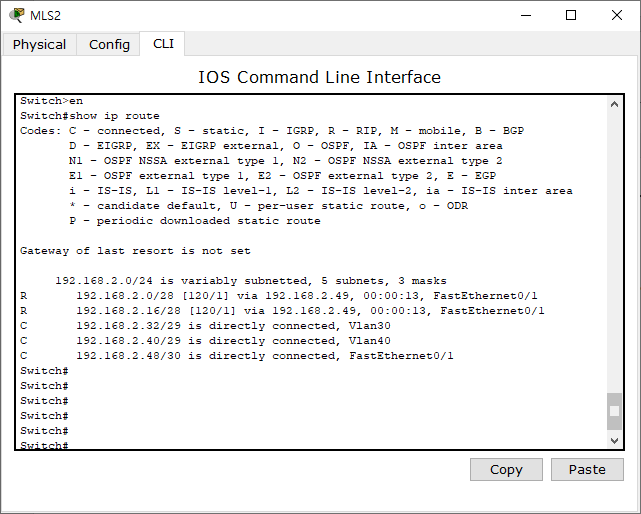 MLS2
Physical Config CLI
IOS Command Line Interface
Switch>en
Switch#show ip route
Codes: C - connected, S - static, I - IGRP, R - RIP, M - mobile, B - BGP
D - EIGRP, EX - EIGRP external, O - OSPF, IA - OSPF inter area
N1 - OSPF NSSA external type 1, N2 - OSPF NSSA external type 2
E1 - OSPF external type 1, E2 - OSPF external type 2, E - EGP
i - IS-IS, L1 - IS-IS level-1, L2 - IS-IS level-2, ia - IS-IS inter area
* - candidate default, U - per-user static route, o - ODR
P - periodic downloaded static route
Gateway of last resort is not set
192.168.2.0/24 is variably subnetted, 5 subnets, 3 masks
R 192.168.2.0/28 [120/1] via 192.168.2.49, 00:00:13, FastEthernet0/1
R 192.168.2.16/28 [120/1] via 192.168.2.49, 00:00:13, FastEthernet0/1
C 192.168.2.32/29 is directly connected, Vlan30
C 192.168.2.40/29 is directly connected, Vlan40
C 192.168.2.48/30 is directly connected, FastEthernet0/1
Switch#
Switch#
Switch#
Switch#
Switch#
Switch#
Copy Paste